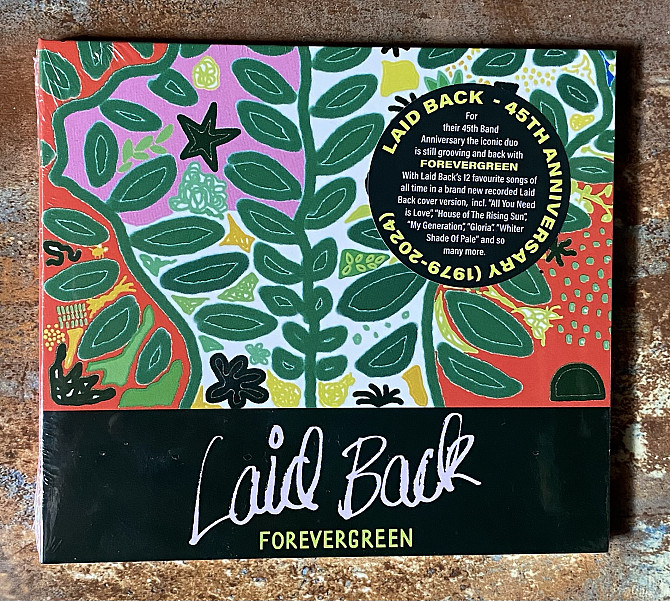 LAID BACK - 45TH ANNIVERSARY (1979-2024)
For
their 45th Band
Anniversary the iconic duo
is still grooving and back with
FOREVERGREEN
With Laid Back's 12 favourite songs of
all time in a brand new recorded Laid
Back cover version, incl. "All You Need
is Love", "House of The Rising Sun",
"My Generation", "Gloria". "Whiter
Shade Of Pale" and so
many more.
Laid Back
FOREVERGREEN